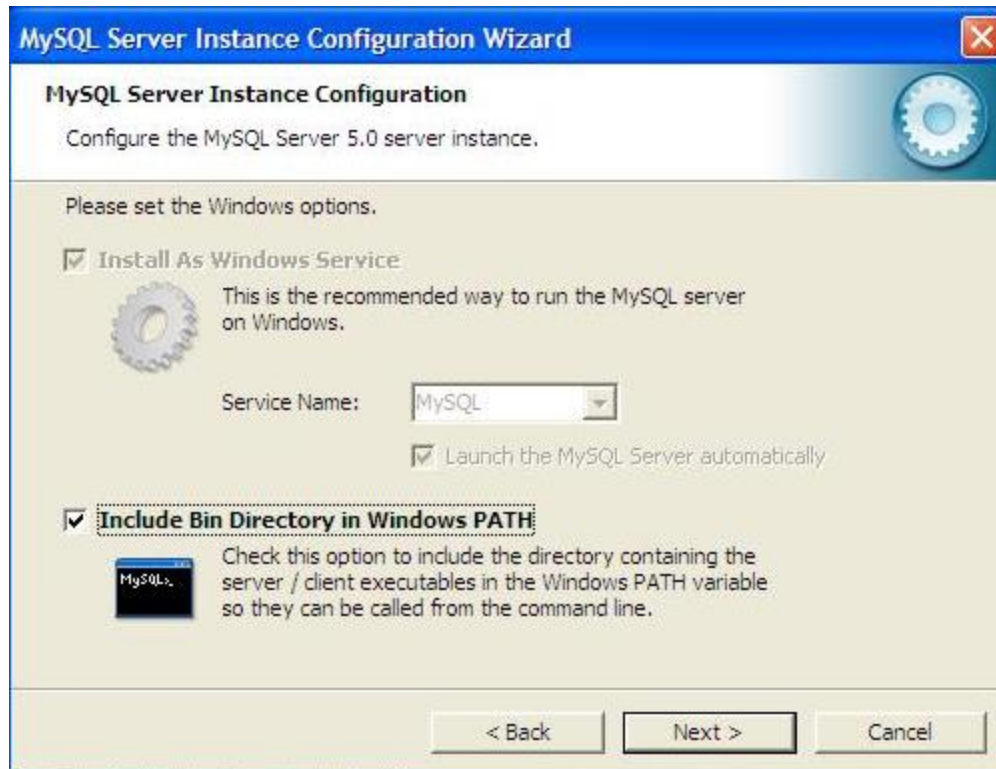 MySQL Server Instance Configuration Wizard
MySQL Server Instance Configuration
Configure the MySQL Server 5.0 server instance.
Please set the Windows options.
Install As Windows Service
This is the recommended way to run the MySQL server
on Windows.
Service Name:
MySQL
Launch the MySQL Server automatically
Include Bin Directory in Windows PATH
MySQL>_
Check this option to include the directory containing the
server / client executables in the Windows PATH variable
so they can be called from the command line.
< Back
Next >
Cancel